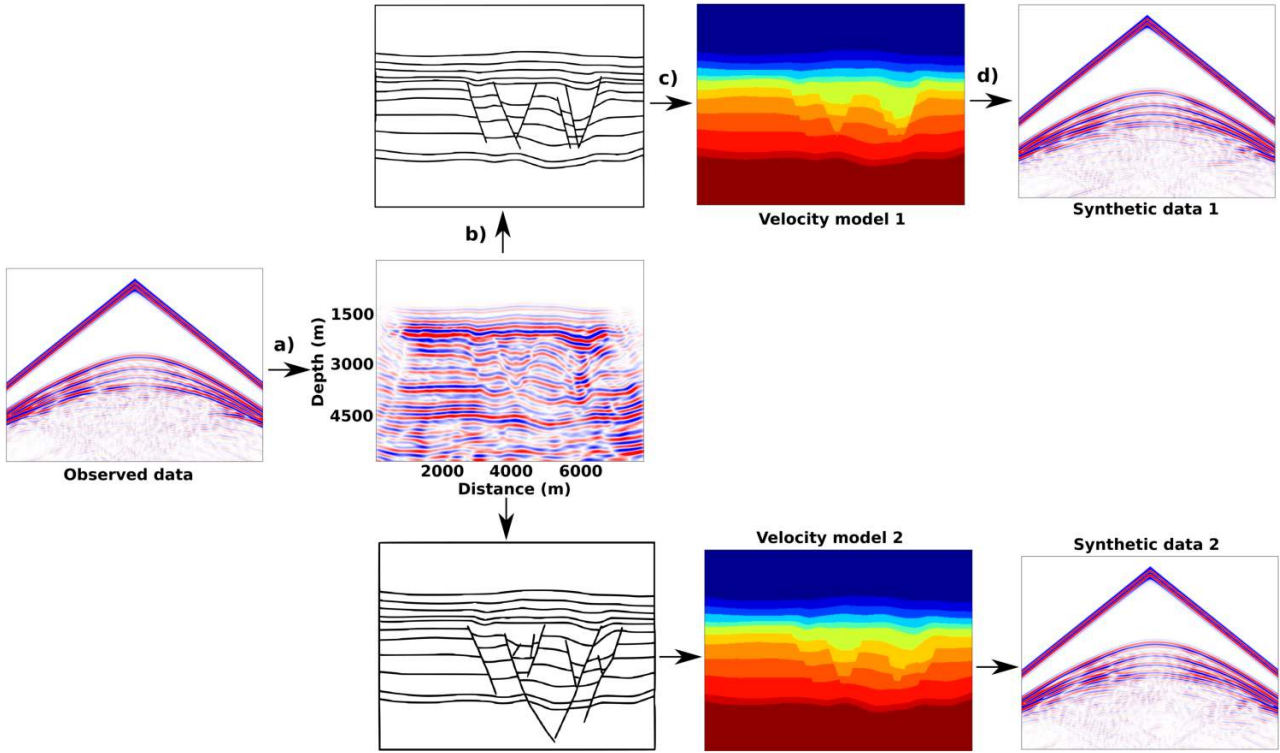 c)
d)
Velocity model 1
Synthetic data 1
b)
a)
1500
3000
4500
Depth (m)
2000 4000 6000
Distance (m)
Observed data
Velocity model 2
Synthetic data 2